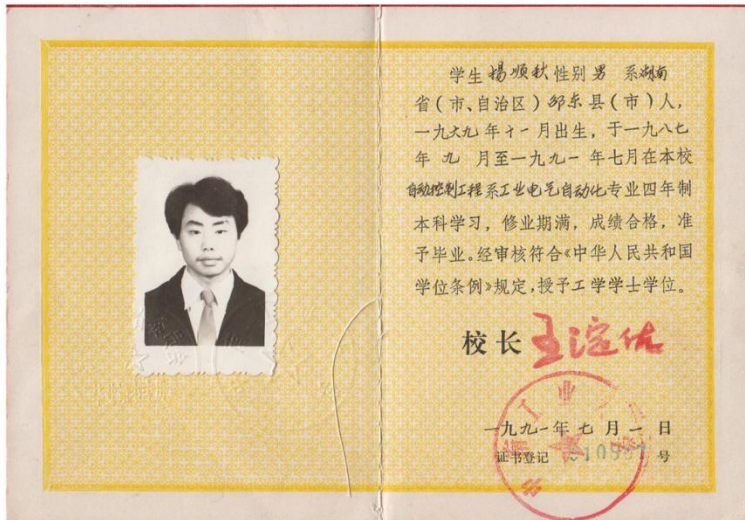 学生 杨顺秋 性别 男 系 湖南
省(市、自治区)邵东县(市)人,
一九六九年十一月出生,于一九八七
年 九 月至一九九一年七月在本校
自动控制工程系工业电气自动化专业四年制
本科学习,修业期满,成绩合格,准
予毕业。经审核符合《中华人民共和国
学位条例》规定,授予工学学士学位。
校长 王淀佐
一九九一年 七 月 一 日
证书登记 号